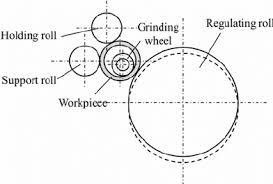 Holding roll
Grinding
wheel
Regulating roll
Support roll
Workpiece